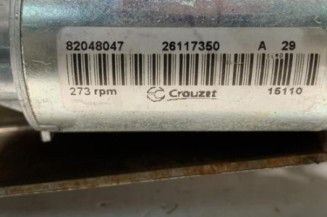 82048047 26117350 A 29
273 rpm Crouzet 15110